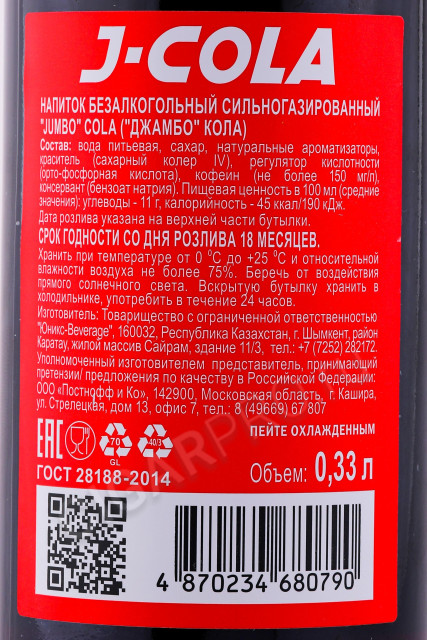 J-COLA
НАПИТОК БЕЗАЛКОГОЛЬНЫЙ СИЛЬНОГАЗИРОВАННЫЙ
"JUMBO" COLA ("ДЖАМБО" КОЛА)
Состав: вода питьевая, сахар, натуральные ароматизаторы,
краситель (сахарный колер IV), регулятор кислотности
(орто-фосфорная кислота), кофеин (не более 150 мг/л),
консервант (бензоат натрия). Пищевая ценность в 100 мл (средние
значения): углеводы - 11 г, калорийность - 45 ккал/190 кДж.
Дата розлива указана на верхней части бутылки.
СРОК ГОДНОСТИ СО ДНЯ РОЗЛИВА 18 МЕСЯЦЕВ.
Хранить при температуре от 0 °С до +25 °С и относительной
влажности воздуха не более 75%. Беречь от воздействия
прямого солнечного света. Вскрытую бутылку хранить в
холодильнике, употребить в течение 24 часов.
Изготовитель: Товарищество с ограниченной ответственностью
"Юникс-Beverage", 160032, Республика Казахстан, г. Шымкент, район
Каратау, жилой массив Сайрам, здание 11/3, тел.: +7 (7252) 282172.
Уполномоченный изготовителем представитель, принимающий
претензии/ предложения по качеству в Российской Федерации:
ООО «Постнофф и Ко», 142900, Московская область, г. Кашира,
ул. Стрелецкая, дом 13, офис 7, тел.: 8 (49669) 67 807
ПЕЙТЕ ОХЛАЖДЕННЫМ
EAC 70 GL 40/3
ГОСТ 28188-2014
Объем: 0,33 л
4 870234 680790